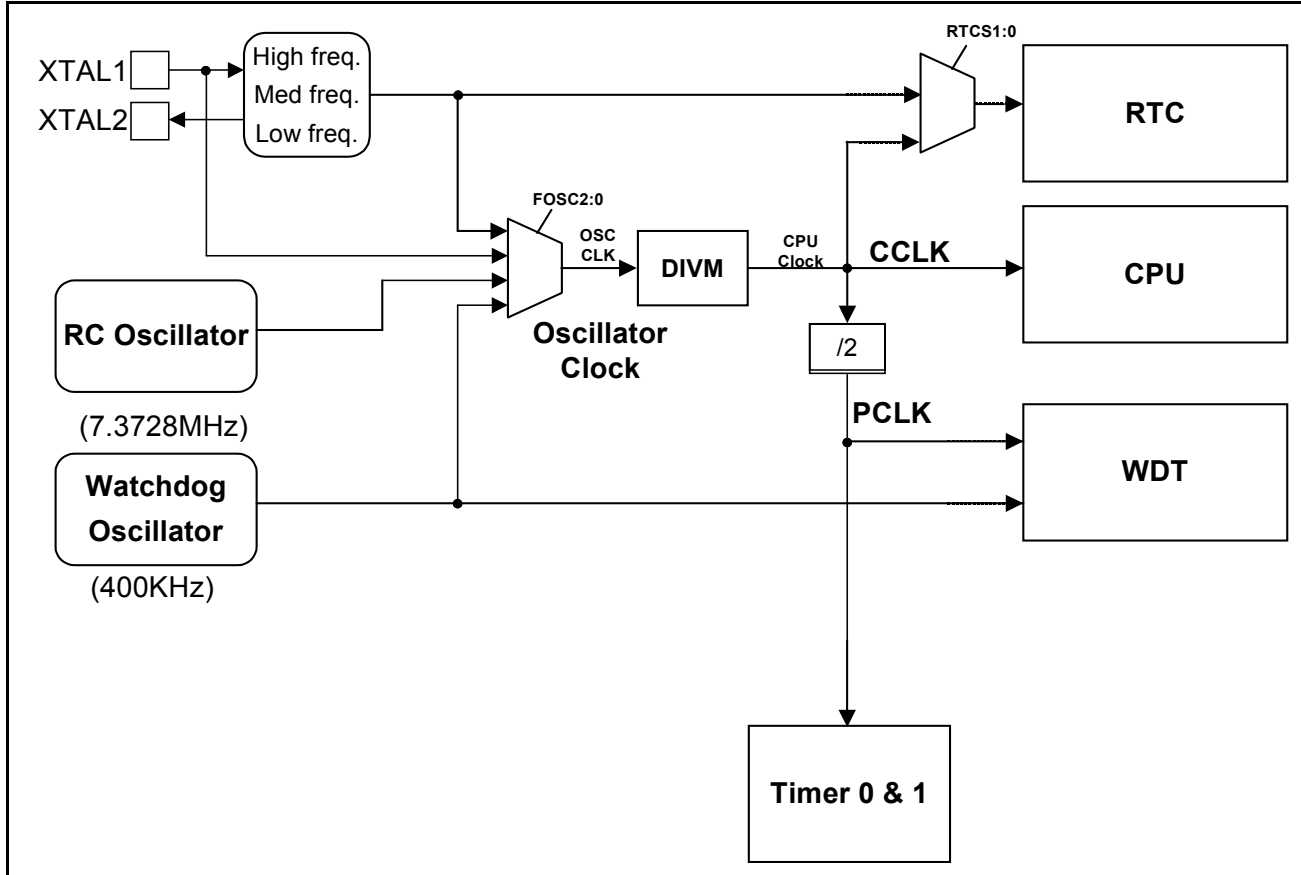 XTAL1
XTAL2
High freq.
Med freq.
Low freq.
RTCS1:0
RTC
FOSC2:0
OSC
CLK
DIVM
CPU
Clock
CCLK
CPU
RC Oscillator
(7.3728MHz)
Oscillator
Clock
/2
PCLK
WDT
Watchdog
Oscillator
(400KHz)
Timer 0 & 1